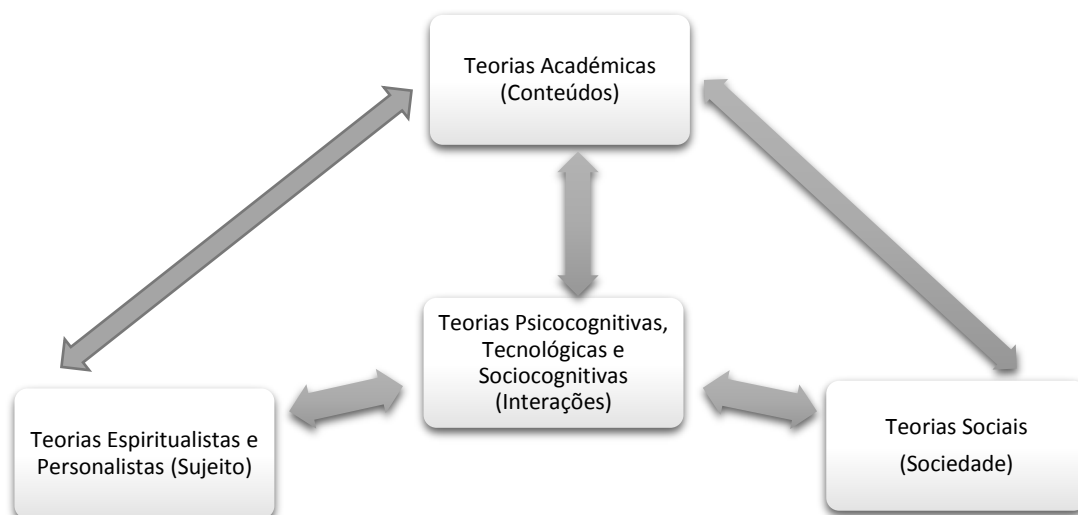 Teorias Académicas
(Conteúdos)
Teorias Psicocognitivas,
Tecnológicas e
Sociocognitivas
(Interações)
Teorias Espiritualistas e
Personalistas (Sujeito)
Teorias Sociais
(Sociedade)